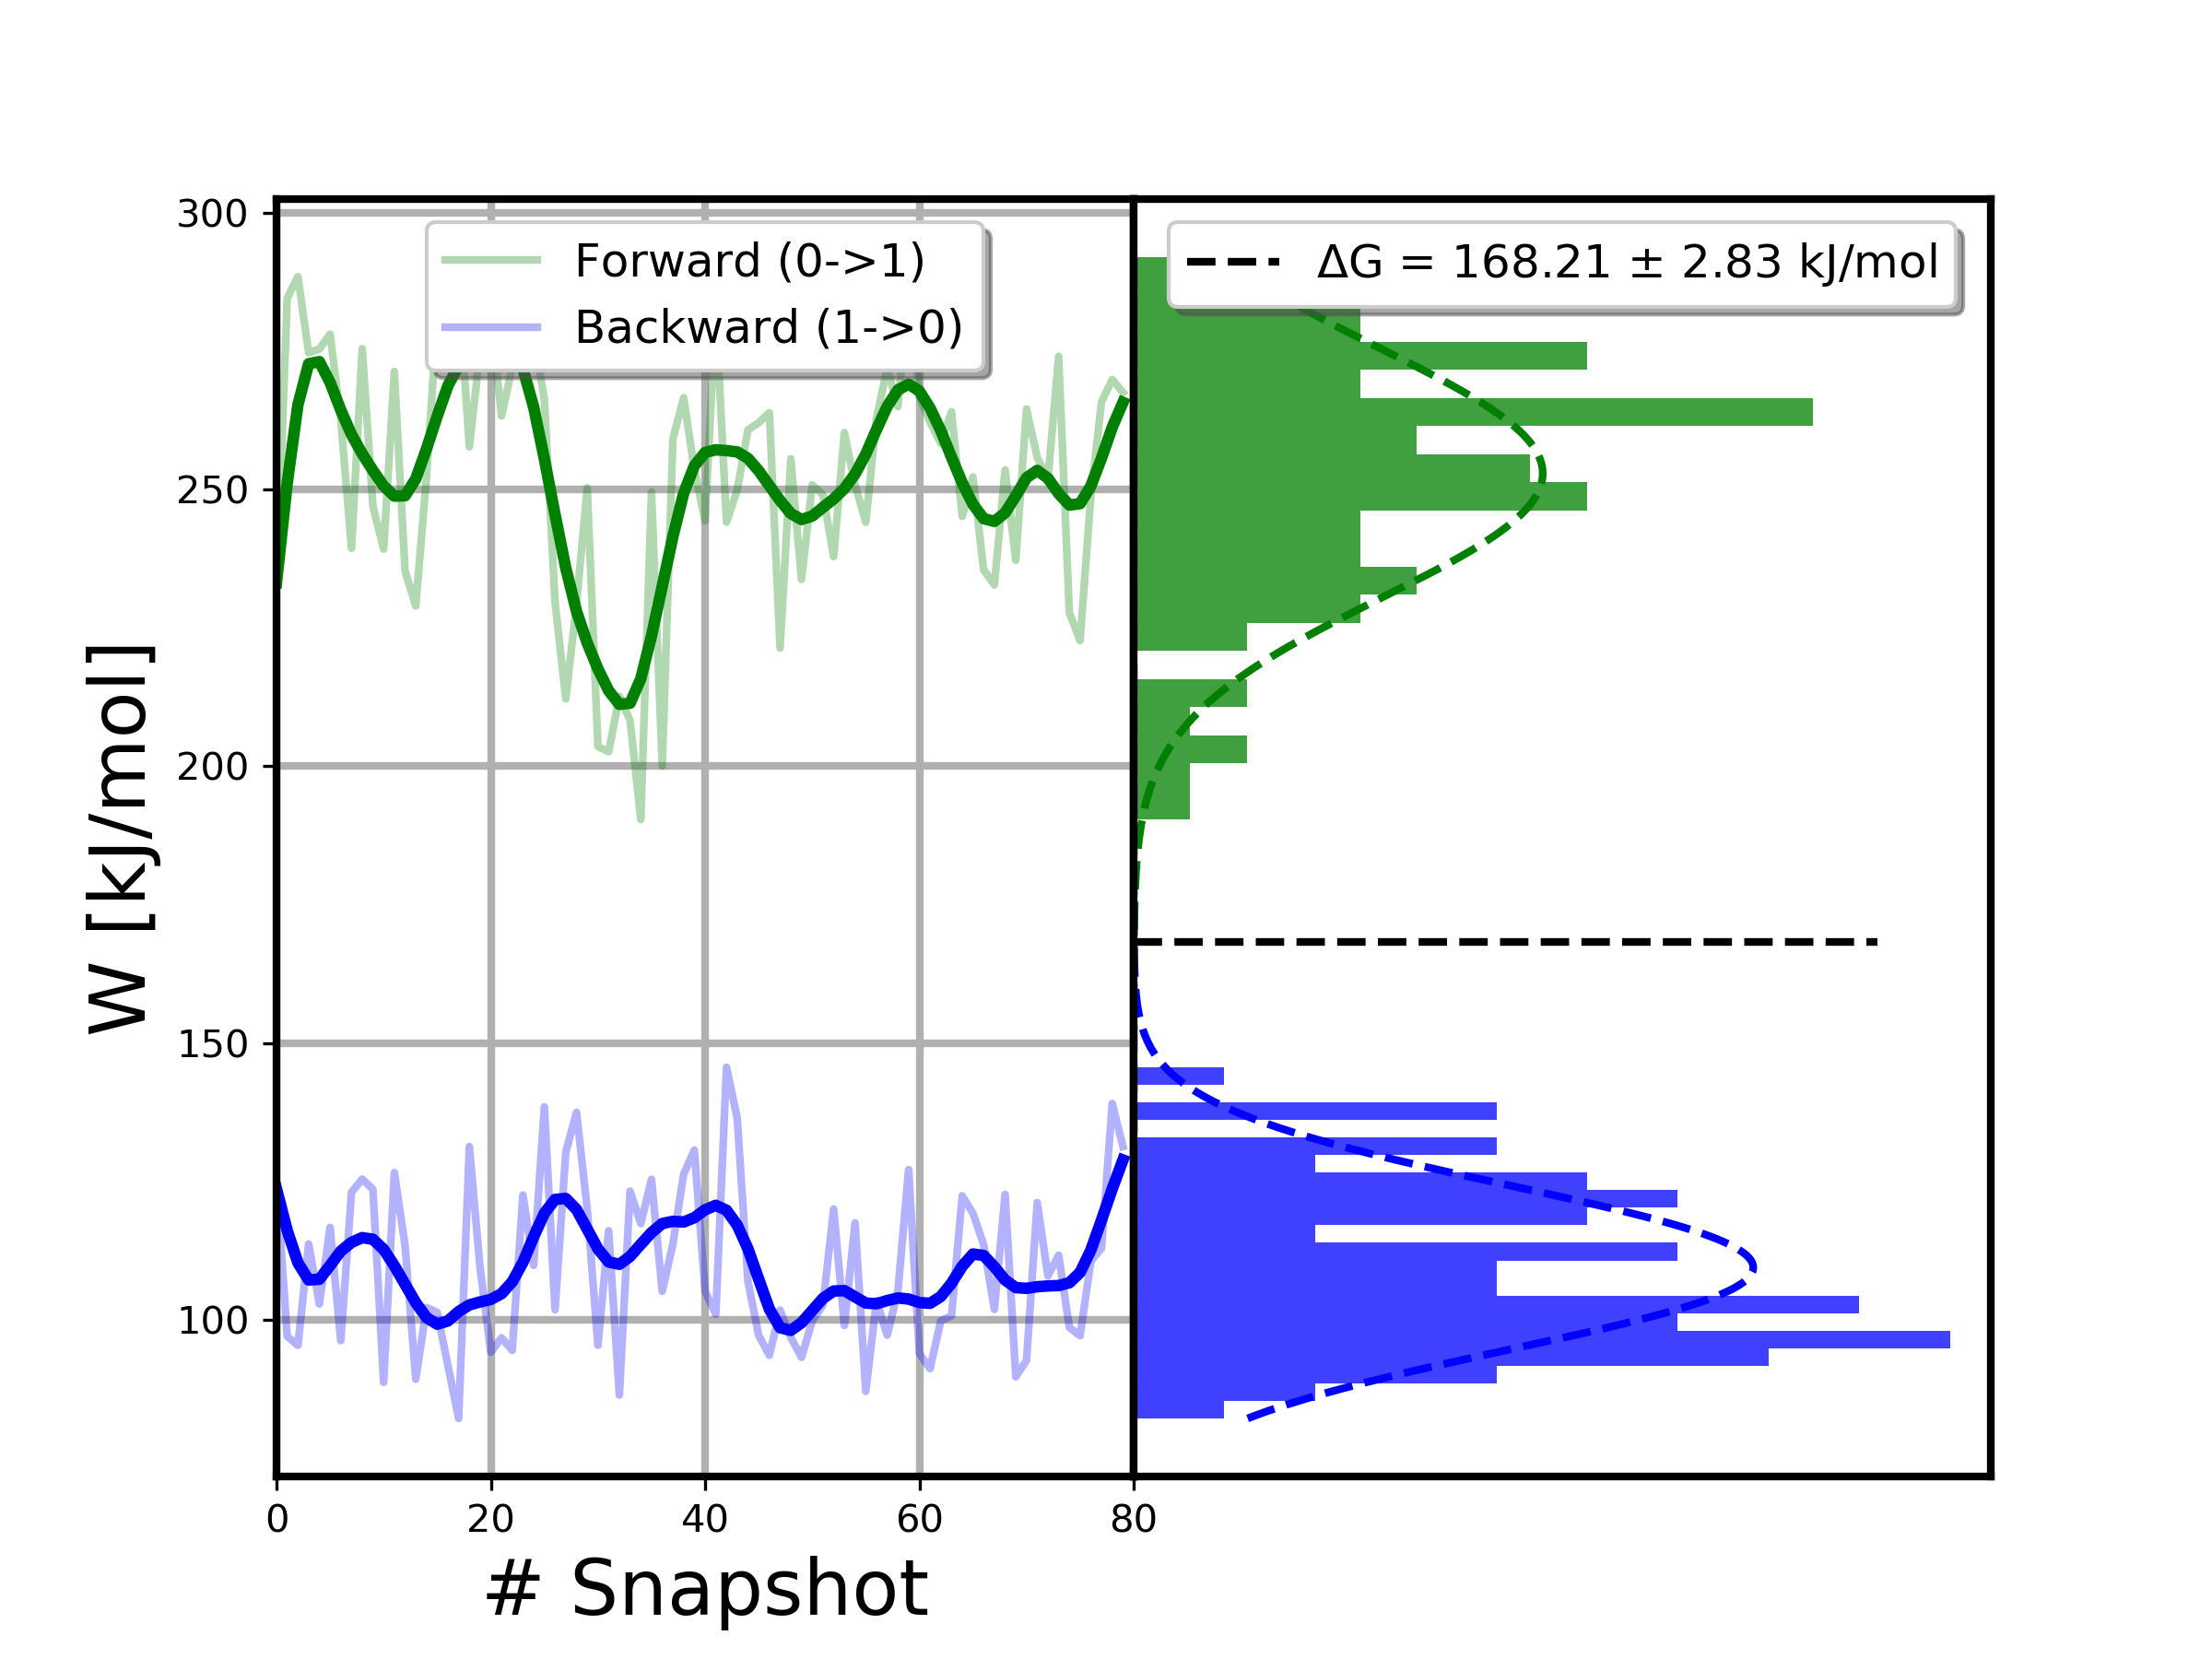 Forward (0->1)
Backward (1->0)
ΔG = 168.21 ± 2.83 kJ/mol
W [kJ/mol]
300
250
200
150
100
0 20 40 60 80
# Snapshot